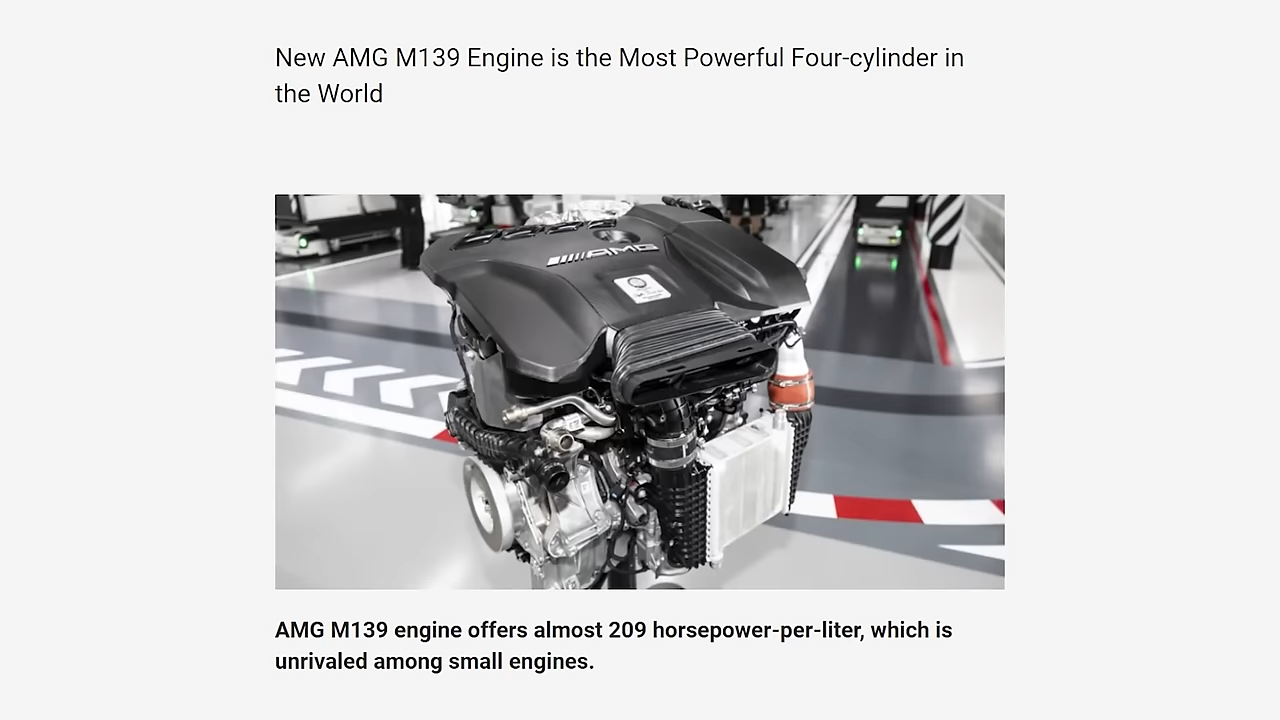 New AMG M139 Engine is the Most Powerful Four-cylinder in
the World
AMG
AMG M139 engine offers almost 209 horsepower-per-liter, which is
unrivaled among small engines.